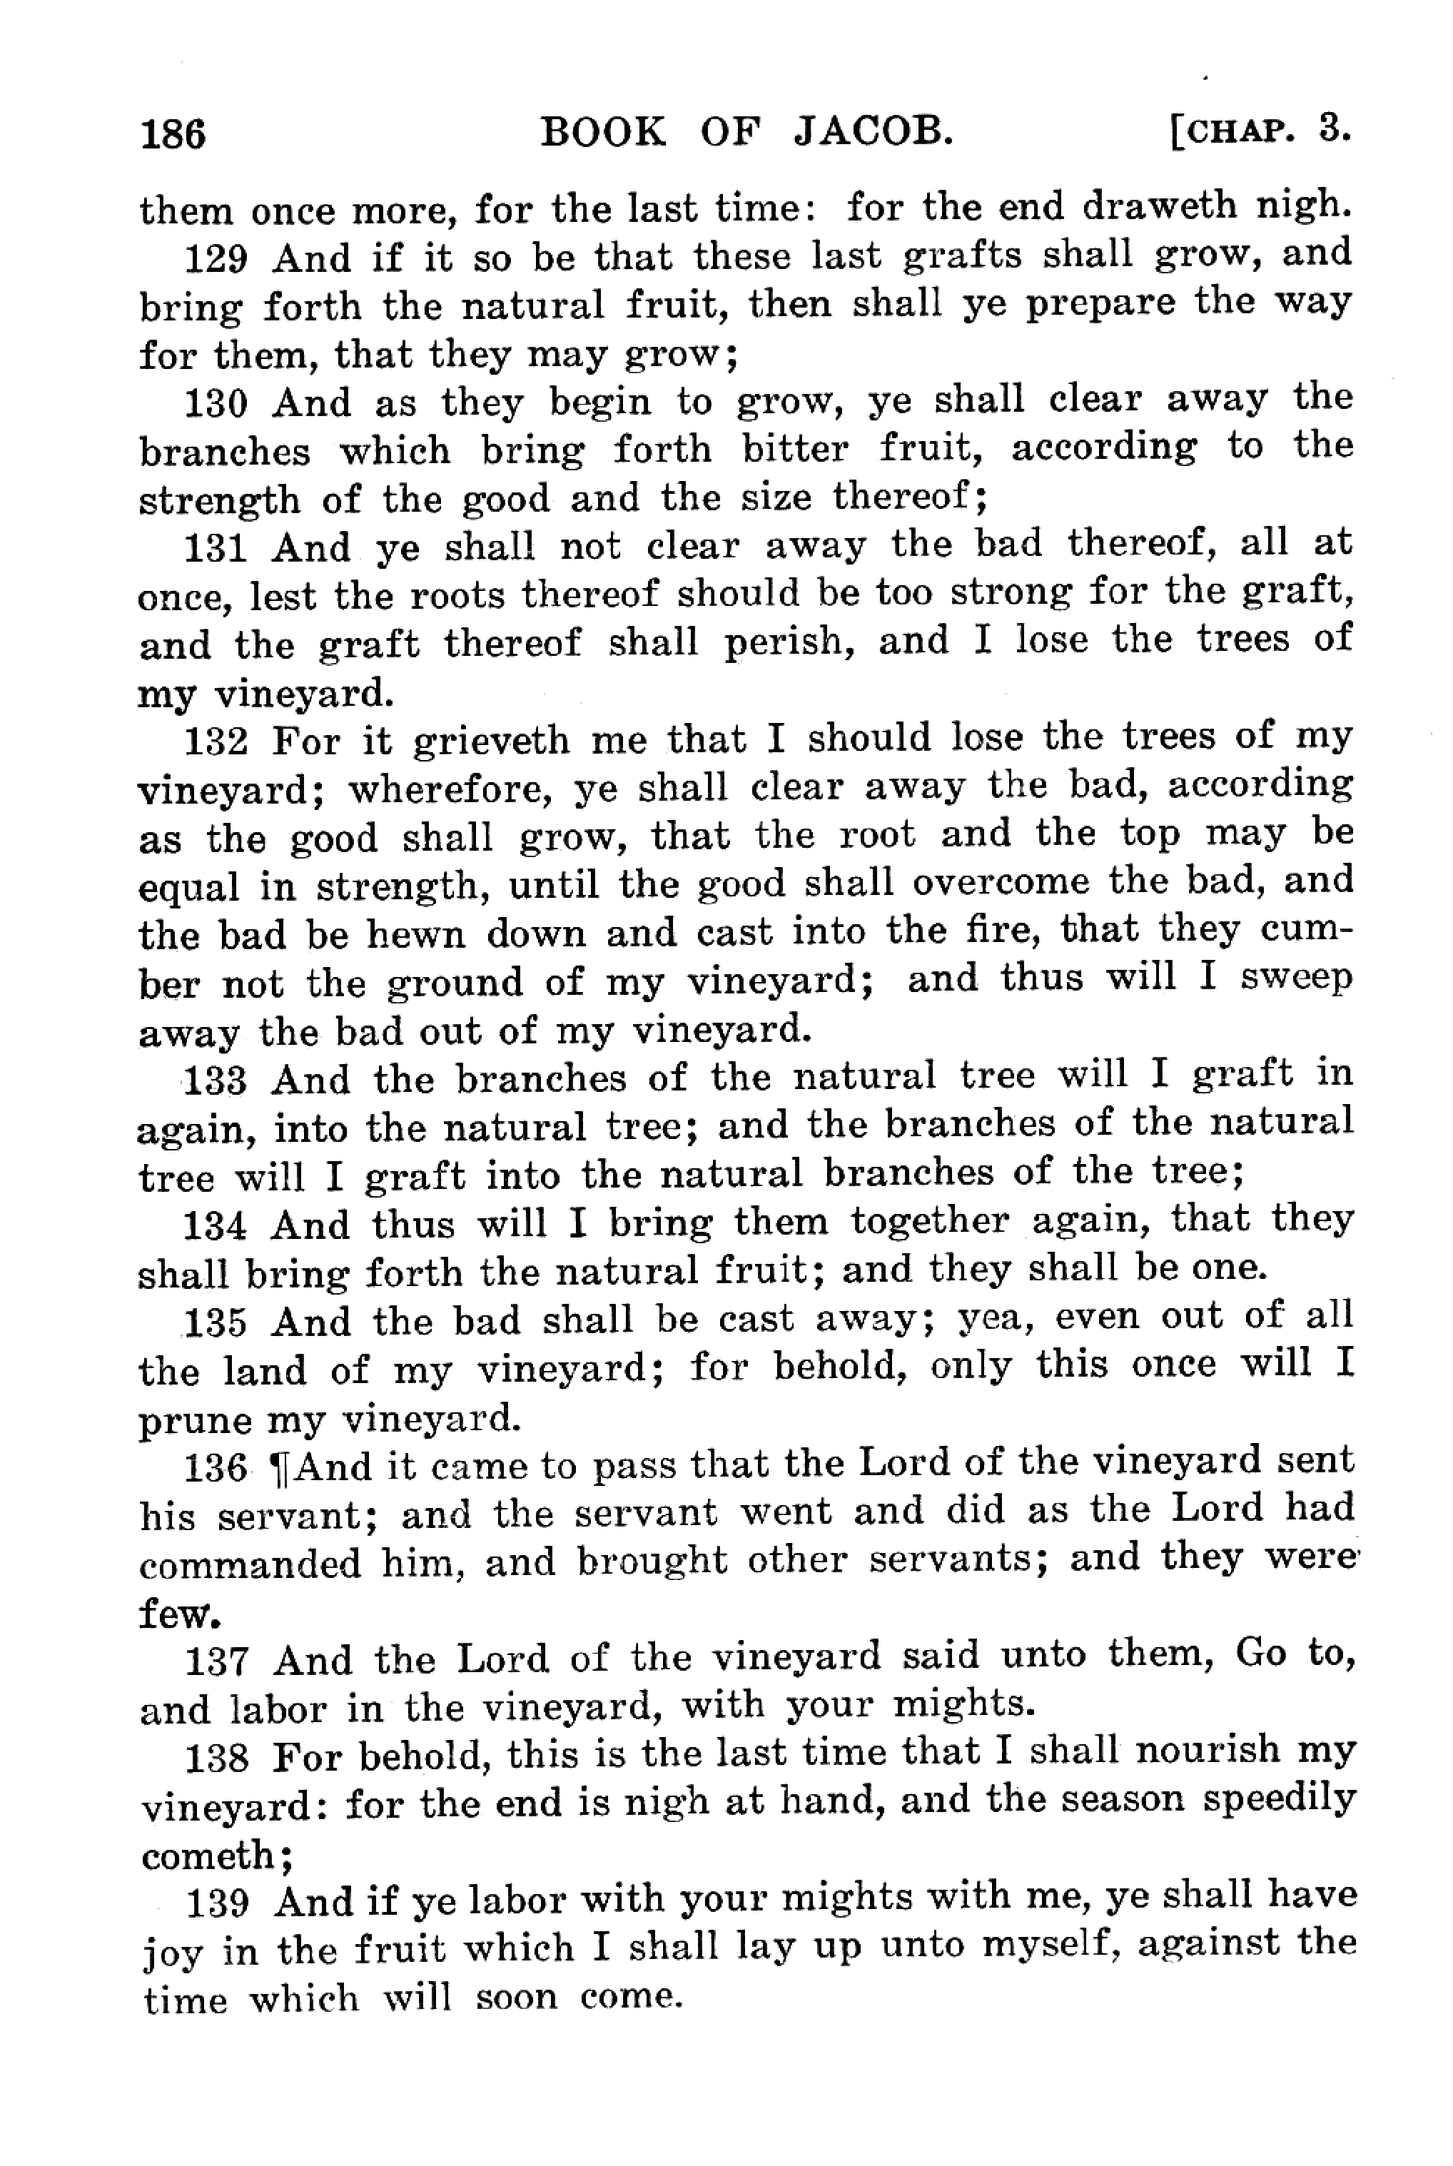 186 BOOK OF JACOB. [CHAP. 3.
them once more, for the last time: for the end draweth nigh.
129 And if it so be that these last grafts shall grow, and
bring forth the natural fruit, then shall ye prepare the way
for them, that they may grow;
130 And as they begin to grow, ye shall clear away the
branches which bring forth bitter fruit, according to the
strength of the good and the size thereof;
131 And ye shall not clear away the bad thereof, all at
once, lest the roots thereof should be too strong for the graft,
and the graft thereof shall perish, and I lose the trees of
my vineyard.
132 For it grieveth me that I should lose the trees of my
vineyard; wherefore, ye shall clear away the bad, according
as the good shall grow, that the root and the top may be
equal in strength, until the good shall overcome the bad, and
the bad be hewn down and cast into the fire, that they cum-
ber not the ground of my vineyard; and thus will I sweep
away the bad out of my vineyard.
133 And the branches of the natural tree will I graft in
again, into the natural tree; and the branches of the natural
tree will I graft into the natural branches of the tree;
134 And thus will I bring them together again, that they
shall bring forth the natural fruit; and they shall be one.
135 And the bad shall be cast away; yea, even out of all
the land of my vineyard; for behold, only this once will I
prune my vineyard.
136 ¶And it came to pass that the Lord of the vineyard sent
his servant; and the servant went and did as the Lord had
commanded him, and brought other servants; and they were
few.
137 And the Lord of the vineyard said unto them, Go to,
and labor in the vineyard, with your mights.
138 For behold, this is the last time that I shall nourish my
vineyard: for the end is nigh at hand, and the season speedily
cometh;
139 And if ye labor with your mights with me, ye shall have
joy in the fruit which I shall lay up unto myself, against the
time which will soon come.